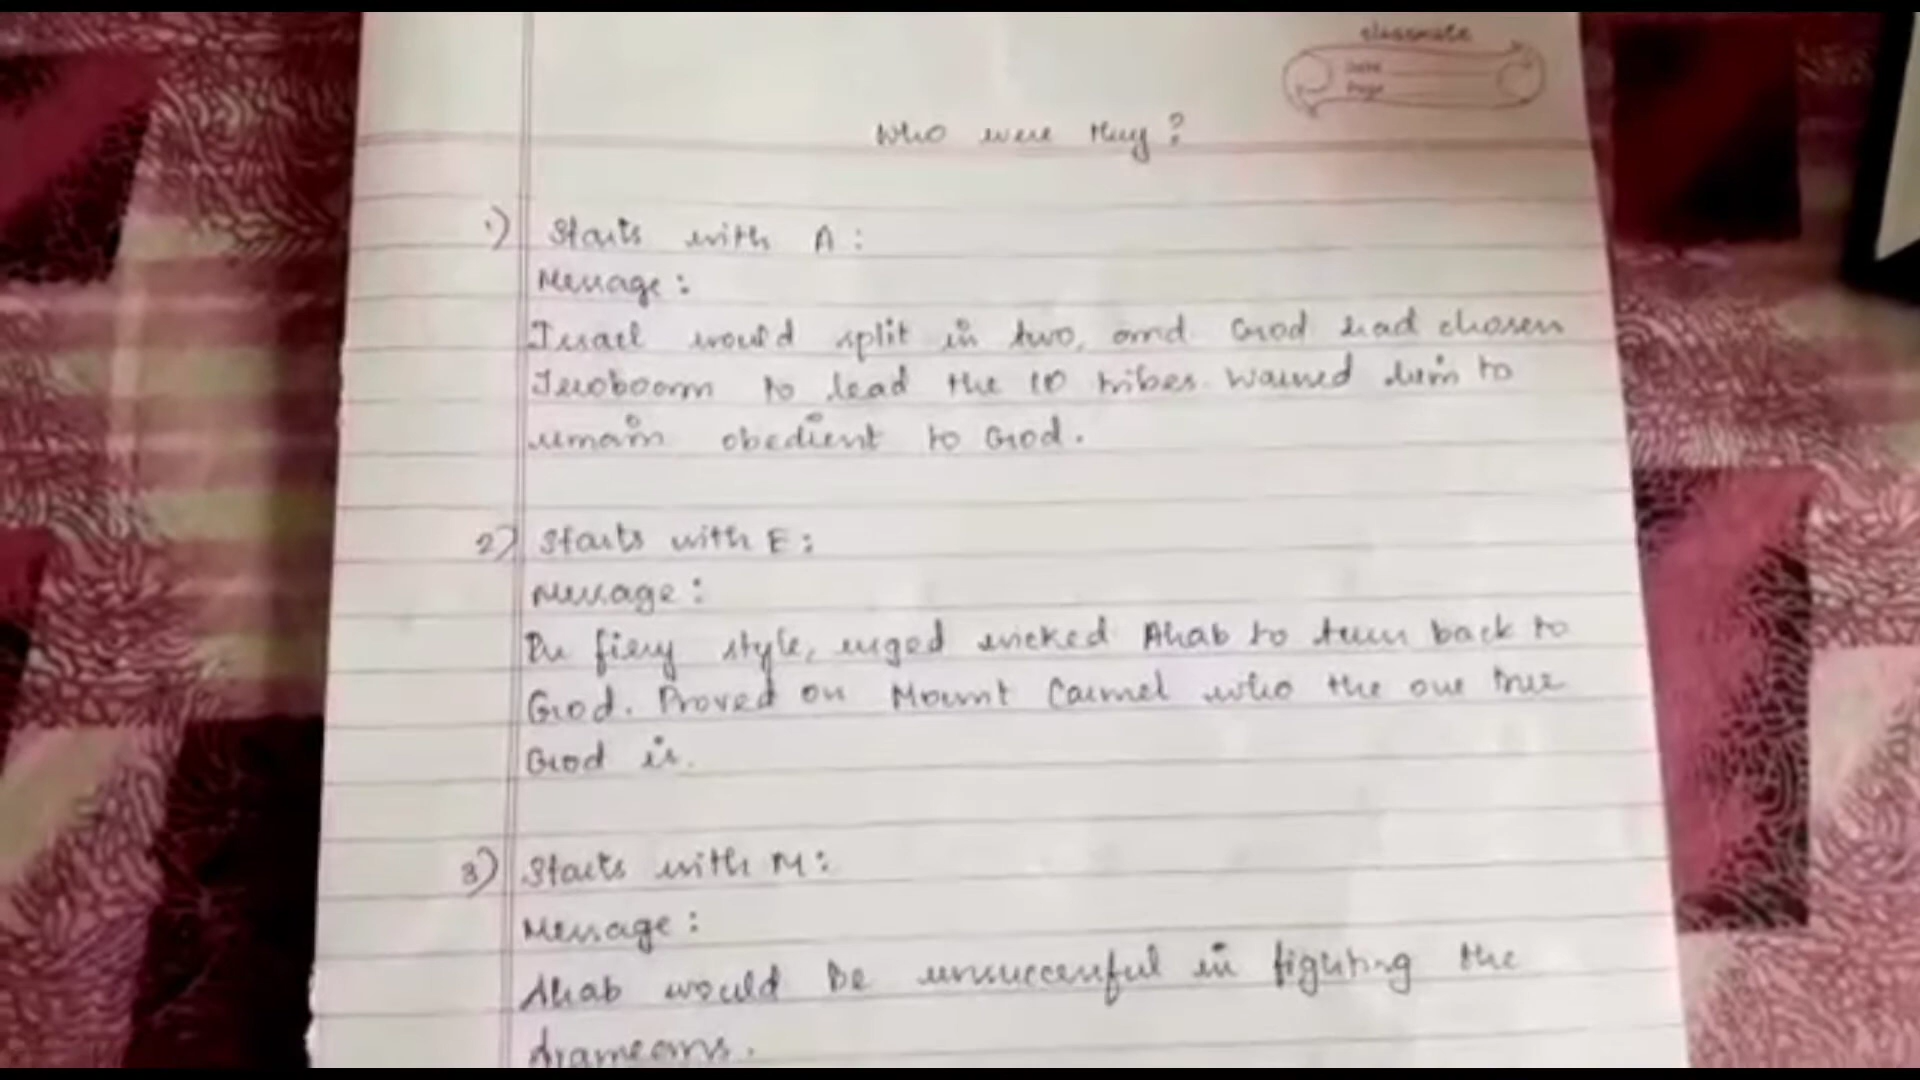 classmate
Date
Page
Who were they?
1) Starts with A:
Message:
Israel would split in two, and God had chosen
Jeroboam to lead the 10 tribes. Warned him to
remain obedient to God.
2) Starts with E:
Message:
In fiery style, urged wicked Ahab to turn back to
God. Proved on Mount Carmel who the one true
God is.
3) Starts with M:
Message:
Ahab would be unsuccessful in fighting the